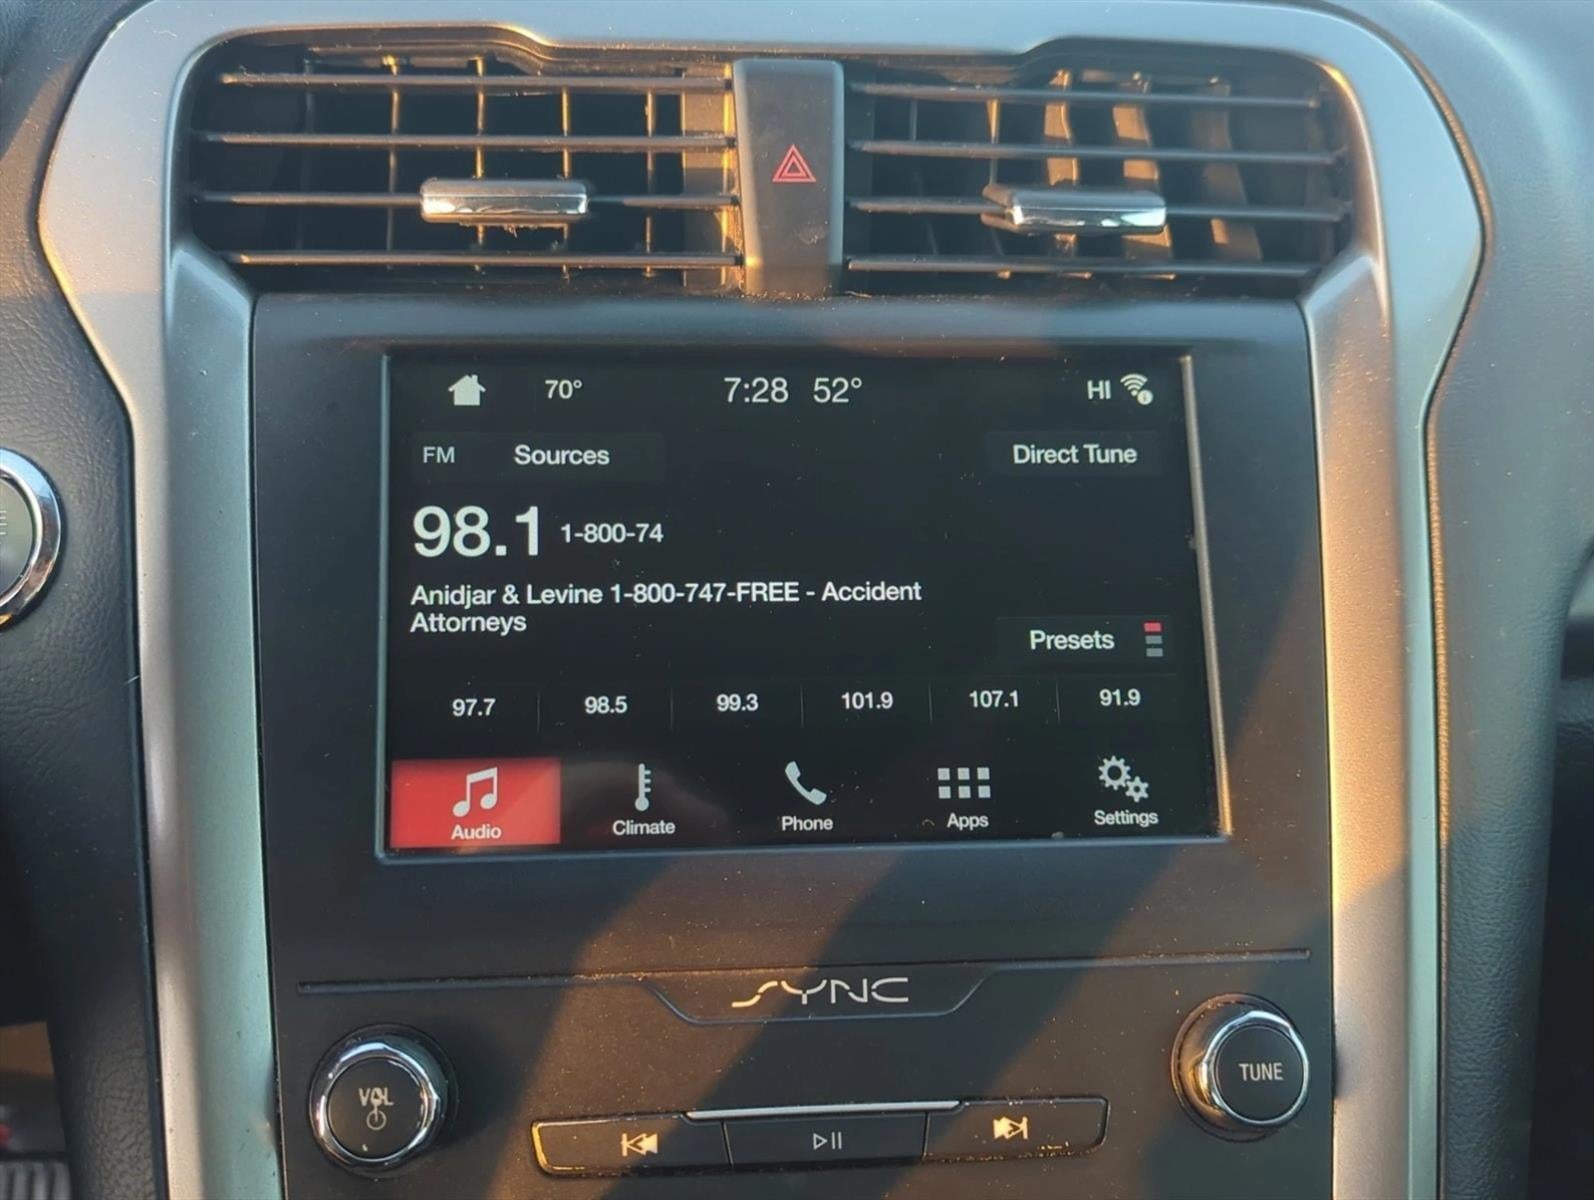 70° 7:28 52° HI
FM Sources Direct Tune
98.1 1-800-74
Anidjar & Levine 1-800-747-FREE - Accident
Attorneys
Presets
97.7 98.5 99.3 101.9 107.1 91.9
Audio Climate Phone Apps Settings
SYNC
VOL
TUNE